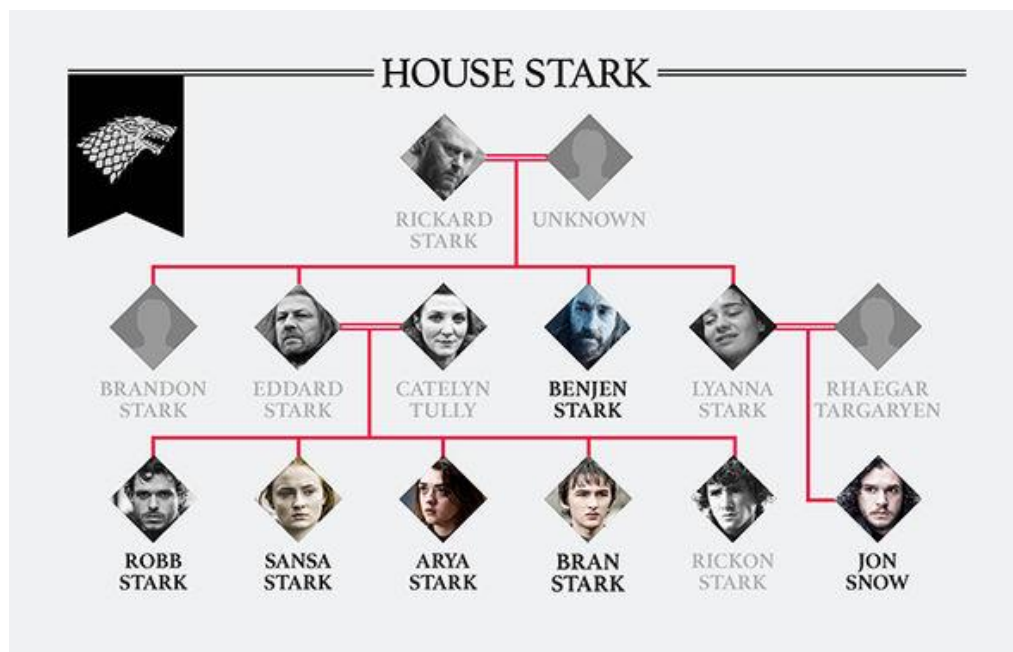 HOUSE STARK
RICKARD
STARK
UNKNOWN
BRANDON
STARK
EDDARD
STARK
CATELYN
TULLY
BENJEN
STARK
LYANNA
STARK
RHAEGAR
TARGARYEN
ROBB
STARK
SANSA
STARK
ARYA
STARK
BRAN
STARK
RICKON
STARK
JON
SNOW